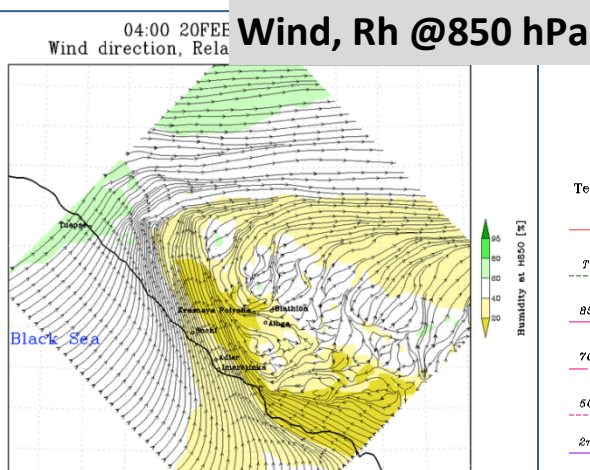 Wind, Rh @850 hPa
04:00 20FEB
Wind direction, Rela
Te
Tuapse
95
80
60
40
20
Humidity at H850 [%]
T
85
70
50
2m
Krasnaya Polyana
Biathlon
Sochi
Aibga
Black Sea
Adler
Imeretinka